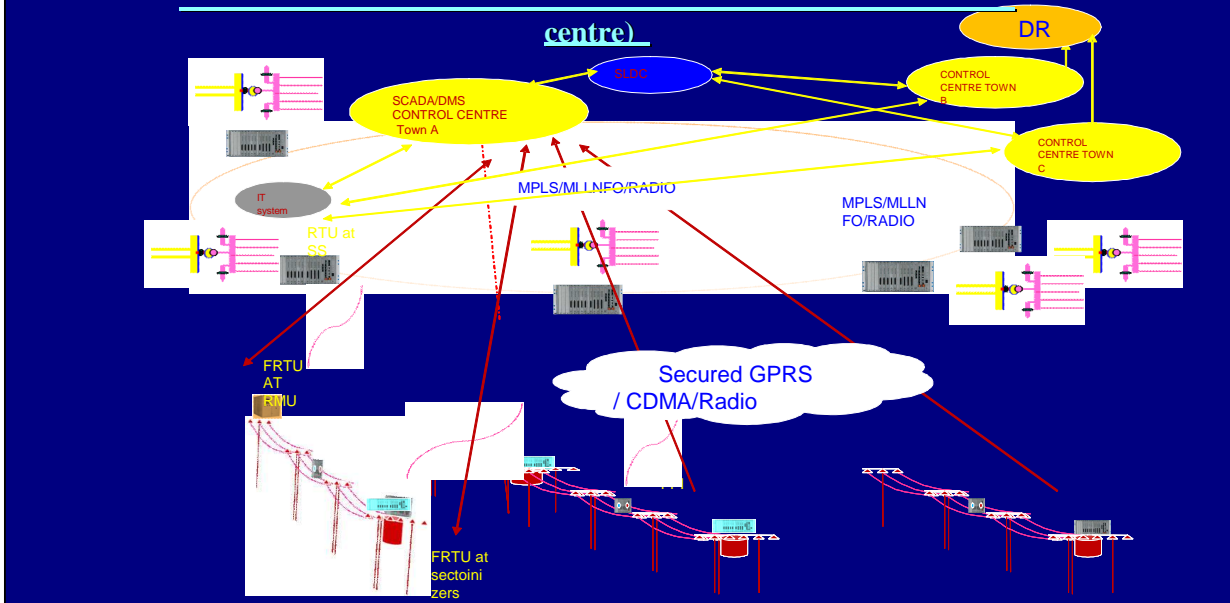 centre)
DR
SLDC
CONTROL
CENTRE TOWN
B
SCADA/DMS
CONTROL CENTRE
Town A
CONTROL
CENTRE TOWN
C
MPLS/MLLNFO/RADIO
IT
system
MPLS/MLLN
FO/RADIO
RTU at
SS
FRTU
AT
RMU
Secured GPRS
/ CDMA/Radio
FRTU at
sectoini
zers